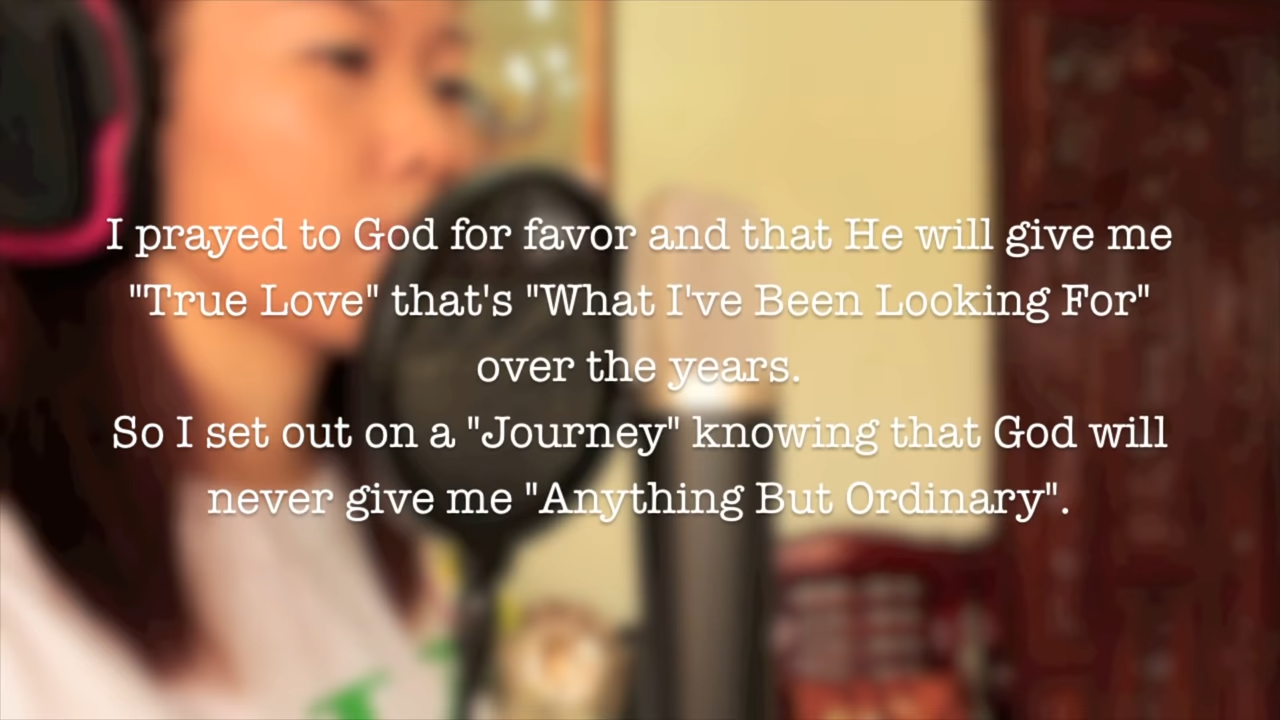 I prayed to God for favor and that He will give me
"True Love" that's "What I've Been Looking For"
over the years.
So I set out on a "Journey" knowing that God will
never give me "Anything But Ordinary".